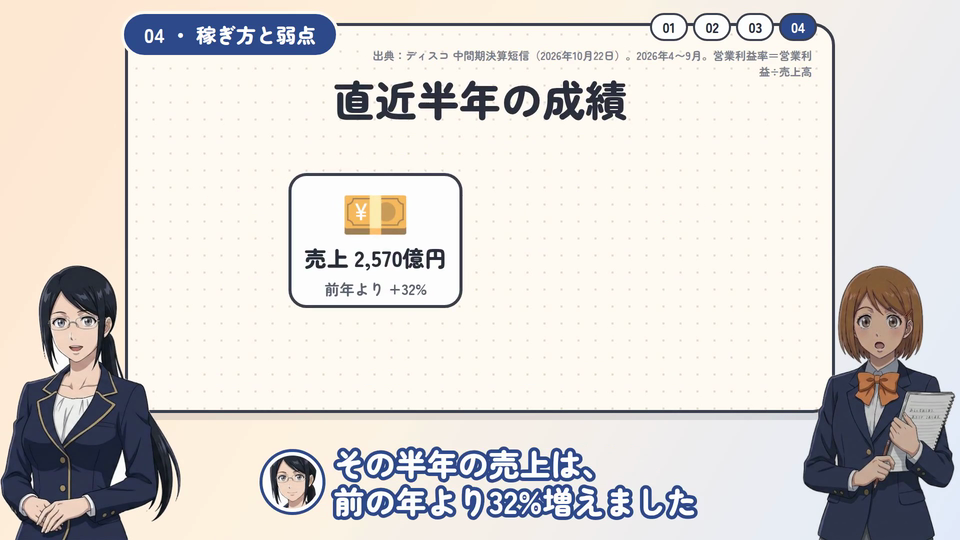 04 ・ 稼ぎ方と弱点
01 02 03 04
出典：ディスコ 中間期決算短信（2026年10月22日）。2026年4〜9月。営業利益率＝営業利
益÷売上高
直近半年の成績
¥
売上 2,570億円
前年より +32%
その半年の売上は、
前の年より32%増えました